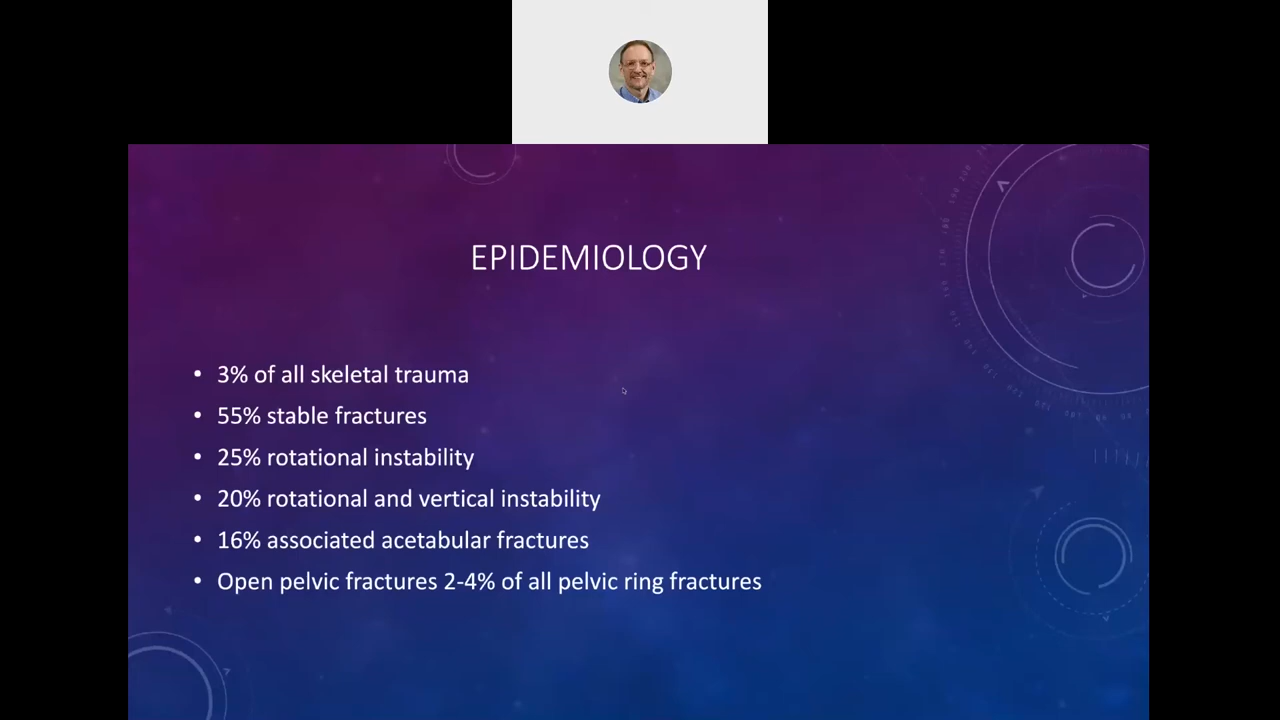 EPIDEMIOLOGY
• 3% of all skeletal trauma
• 55% stable fractures
• 25% rotational instability
• 20% rotational and vertical instability
• 16% associated acetabular fractures
• Open pelvic fractures 2-4% of all pelvic ring fractures